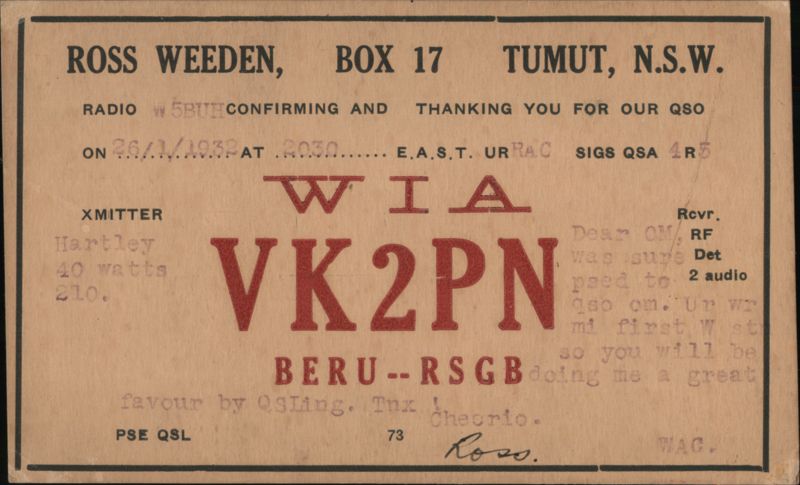 ROSS WEEDEN, BOX 17 TUMUT, N.S.W.
RADIO W5BUH CONFIRMING AND THANKING YOU FOR OUR QSO
ON 26/1/1932 AT 2030 E.A.S.T. UR RAC SIGS QSA 4 R 5
WIA
XMITTER
Hartley
40 watts
210.
VK2PN
Rcvr.
RF
Det
2 audio
Dear OM,
was sure
psed to
qso om. Ur wr
mi first W st
so you will be
doing me a great
BERU--RSGB
favour by QSLing. Tnx !
Cheerio.
PSE QSL 73 Ross.
WAC.